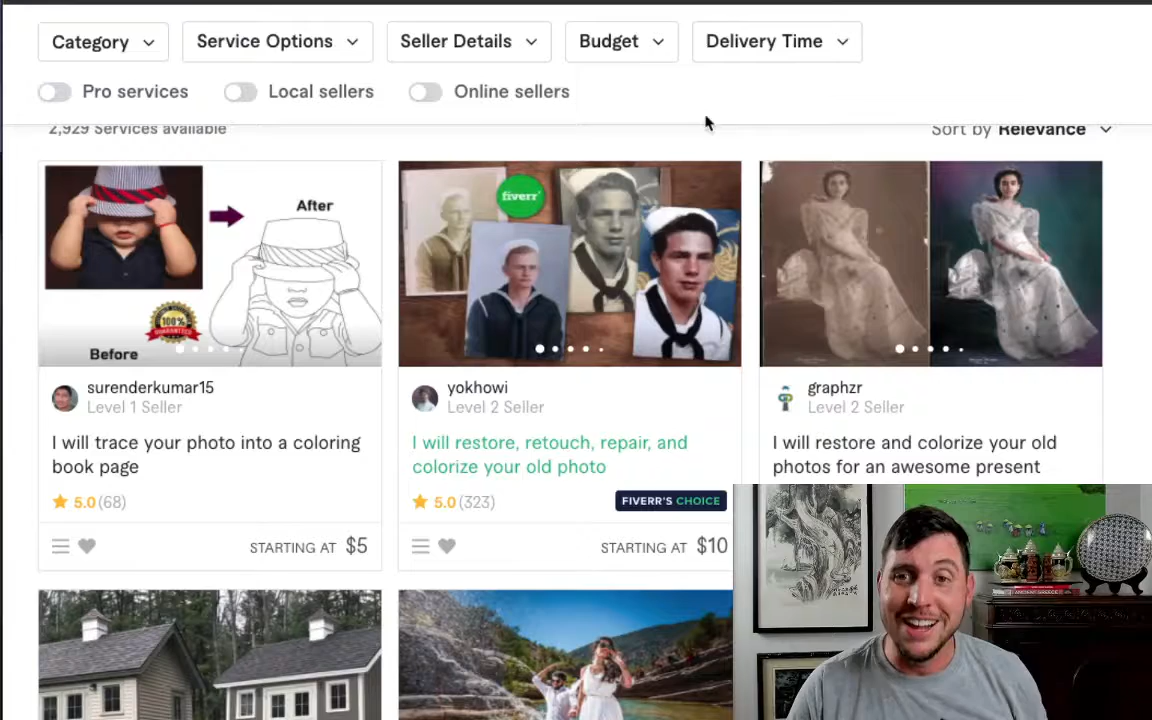 Category
Service Options
Seller Details
Budget
Delivery Time
Pro services
Local sellers
Online sellers
2,929 Services available
Sort by Relevance
After
100%
GUARANTEED
Before
fiverr
surenderkumar15
Level 1 Seller
I will trace your photo into a coloring
book page
5.0 (68)
STARTING AT $5
yokhowi
Level 2 Seller
I will restore, retouch, repair, and
colorize your old photo
5.0 (323)
FIVERR'S CHOICE
STARTING AT $10
graphzr
Level 2 Seller
I will restore and colorize your old
photos for an awesome present
ANCIENT GREECE